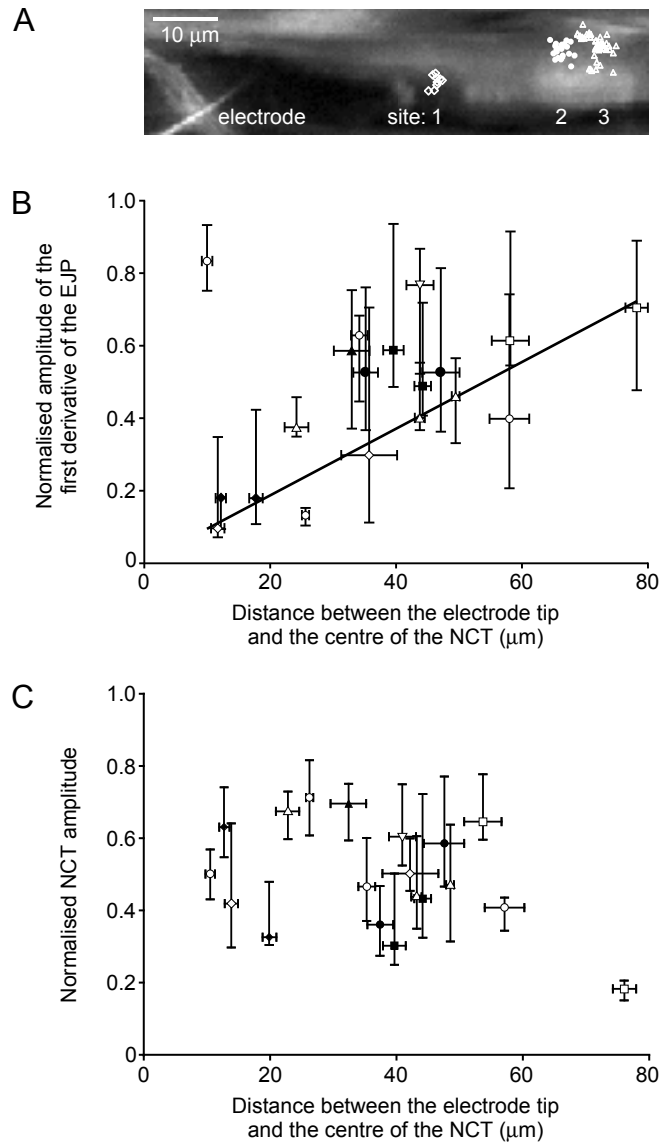 A
10 μm
electrode
site: 1
2
3
B
Normalised amplitude of the
first derivative of the EJP
1.0
0.8
0.6
0.4
0.2
0
0
20
40
60
80
Distance between the electrode tip
and the centre of the NCT (μm)
C
Normalised NCT amplitude
1.0
0.8
0.6
0.4
0.2
0
0
20
40
60
80
Distance between the electrode tip
and the centre of the NCT (μm)